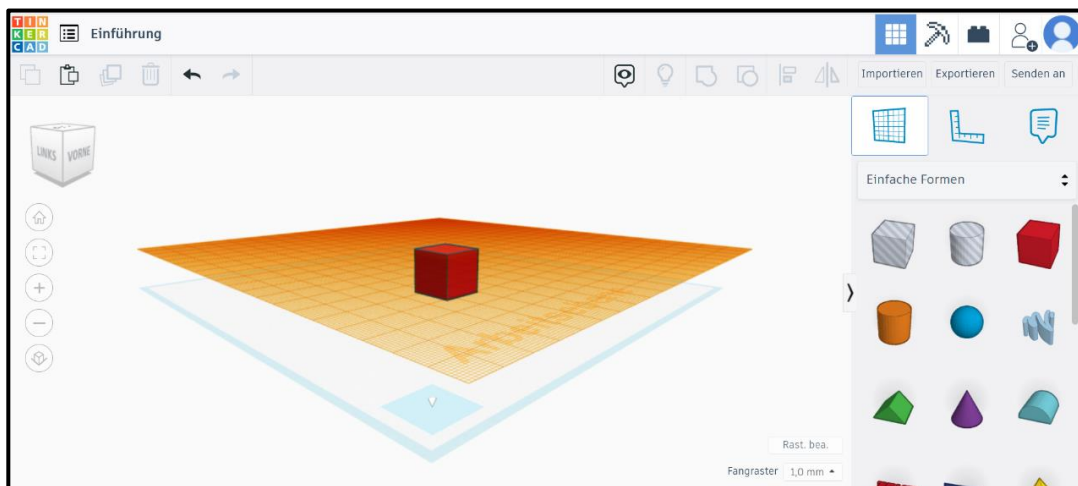 TIN
KER
CAD
Einführung
Importieren
Exportieren
Senden an
LINKS
VORNE
Einfache Formen
Rast. bea.
Fangraster
1,0 mm